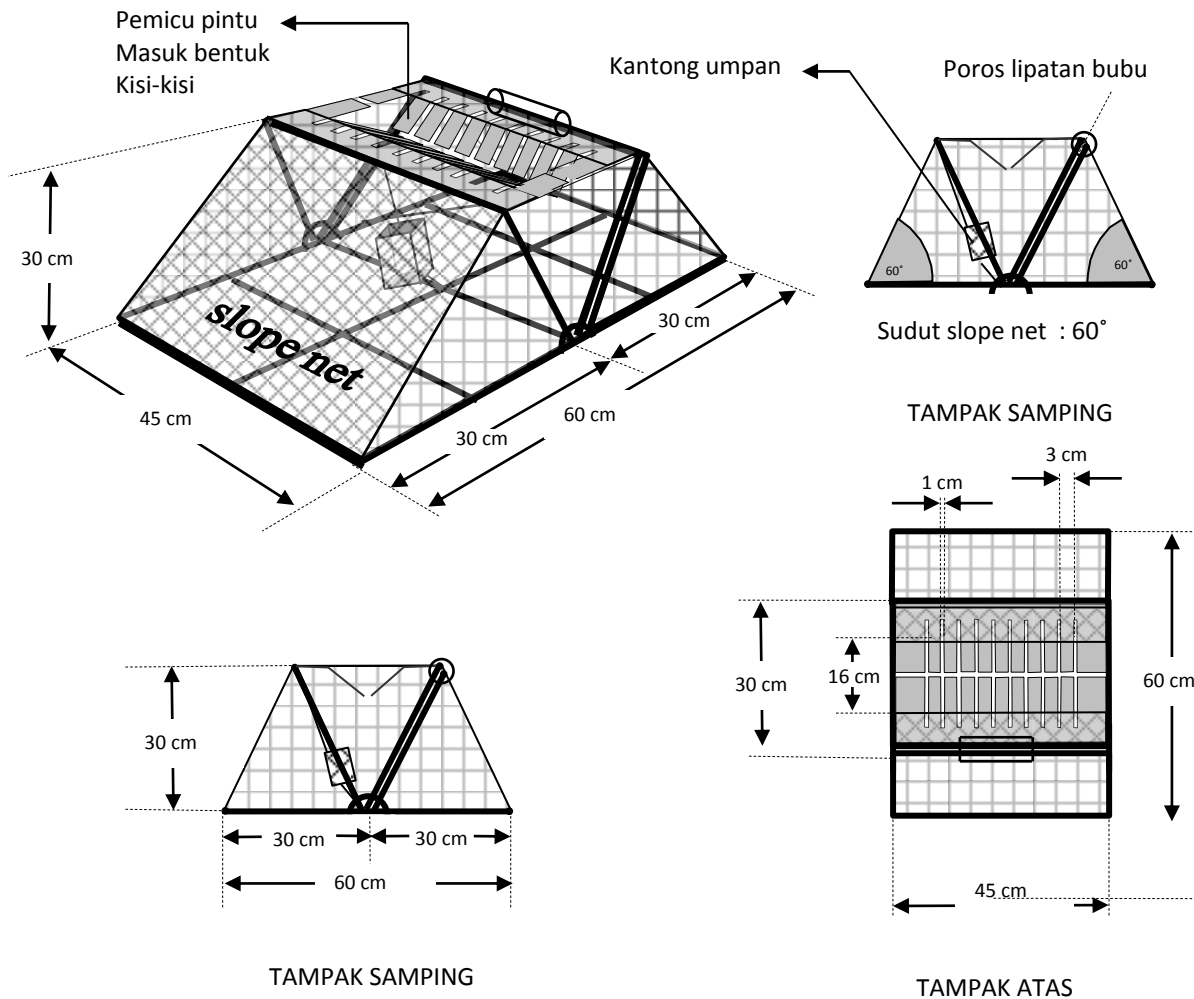 Pemicu pintu
Masuk bentuk
Kisi-kisi
Kantong umpan
Poros lipatan bubu
30 cm
slope net
45 cm
30 cm
30 cm
60 cm
60˚
60˚
Sudut slope net : 60˚
TAMPAK SAMPING
30 cm
30 cm
30 cm
60 cm
TAMPAK SAMPING
1 cm
3 cm
30 cm
16 cm
60 cm
45 cm
TAMPAK ATAS